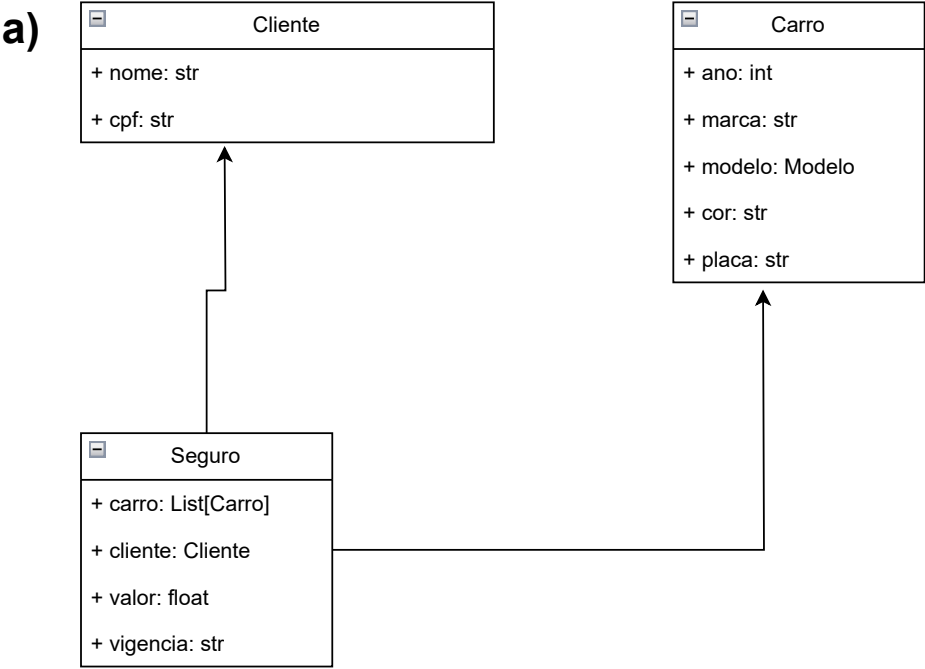 a)
Cliente
+ nome: str
+ cpf: str
Carro
+ ano: int
+ marca: str
+ modelo: Modelo
+ cor: str
+ placa: str
Seguro
+ carro: List[Carro]
+ cliente: Cliente
+ valor: float
+ vigencia: str